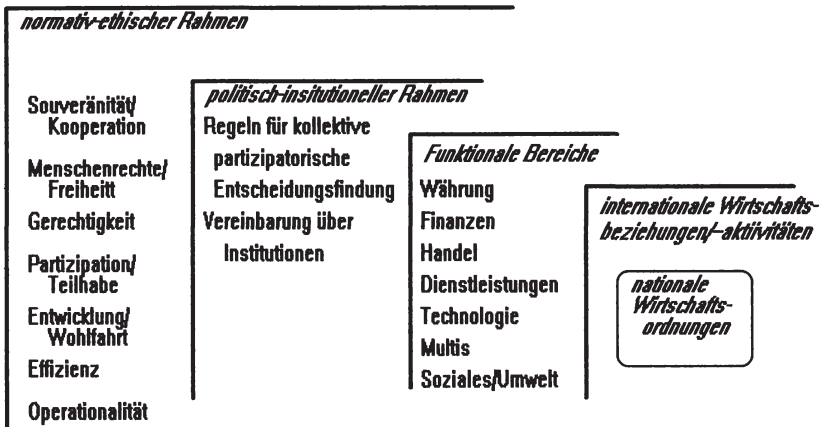 normativ-ethischer Rahmen
Souveränität/
Kooperation
Menschenrechte/
Freiheitt
Gerechtigkeit
Partizipation/
Teilhabe
Entwicklung/
Wohlfahrt
Effizienz
Operationalität
politisch-insitutioneller Rahmen
Regeln für kollektive
partizipatorische
Entscheidungsfindung
Vereinbarung über
Institutionen
Funktionale Bereiche
Währung
Finanzen
Handel
Dienstleistungen
Technologie
Multis
Soziales/Umwelt
internationale Wirtschafts-
beziehungen/-aktiivitäten
nationale
Wirtschafts-
ordnungen